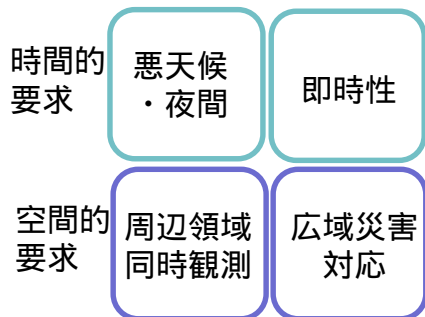 時間的
要求
悪天候
・夜間
即時性
空間的
要求
周辺領域
同時観測
広域災害
対応